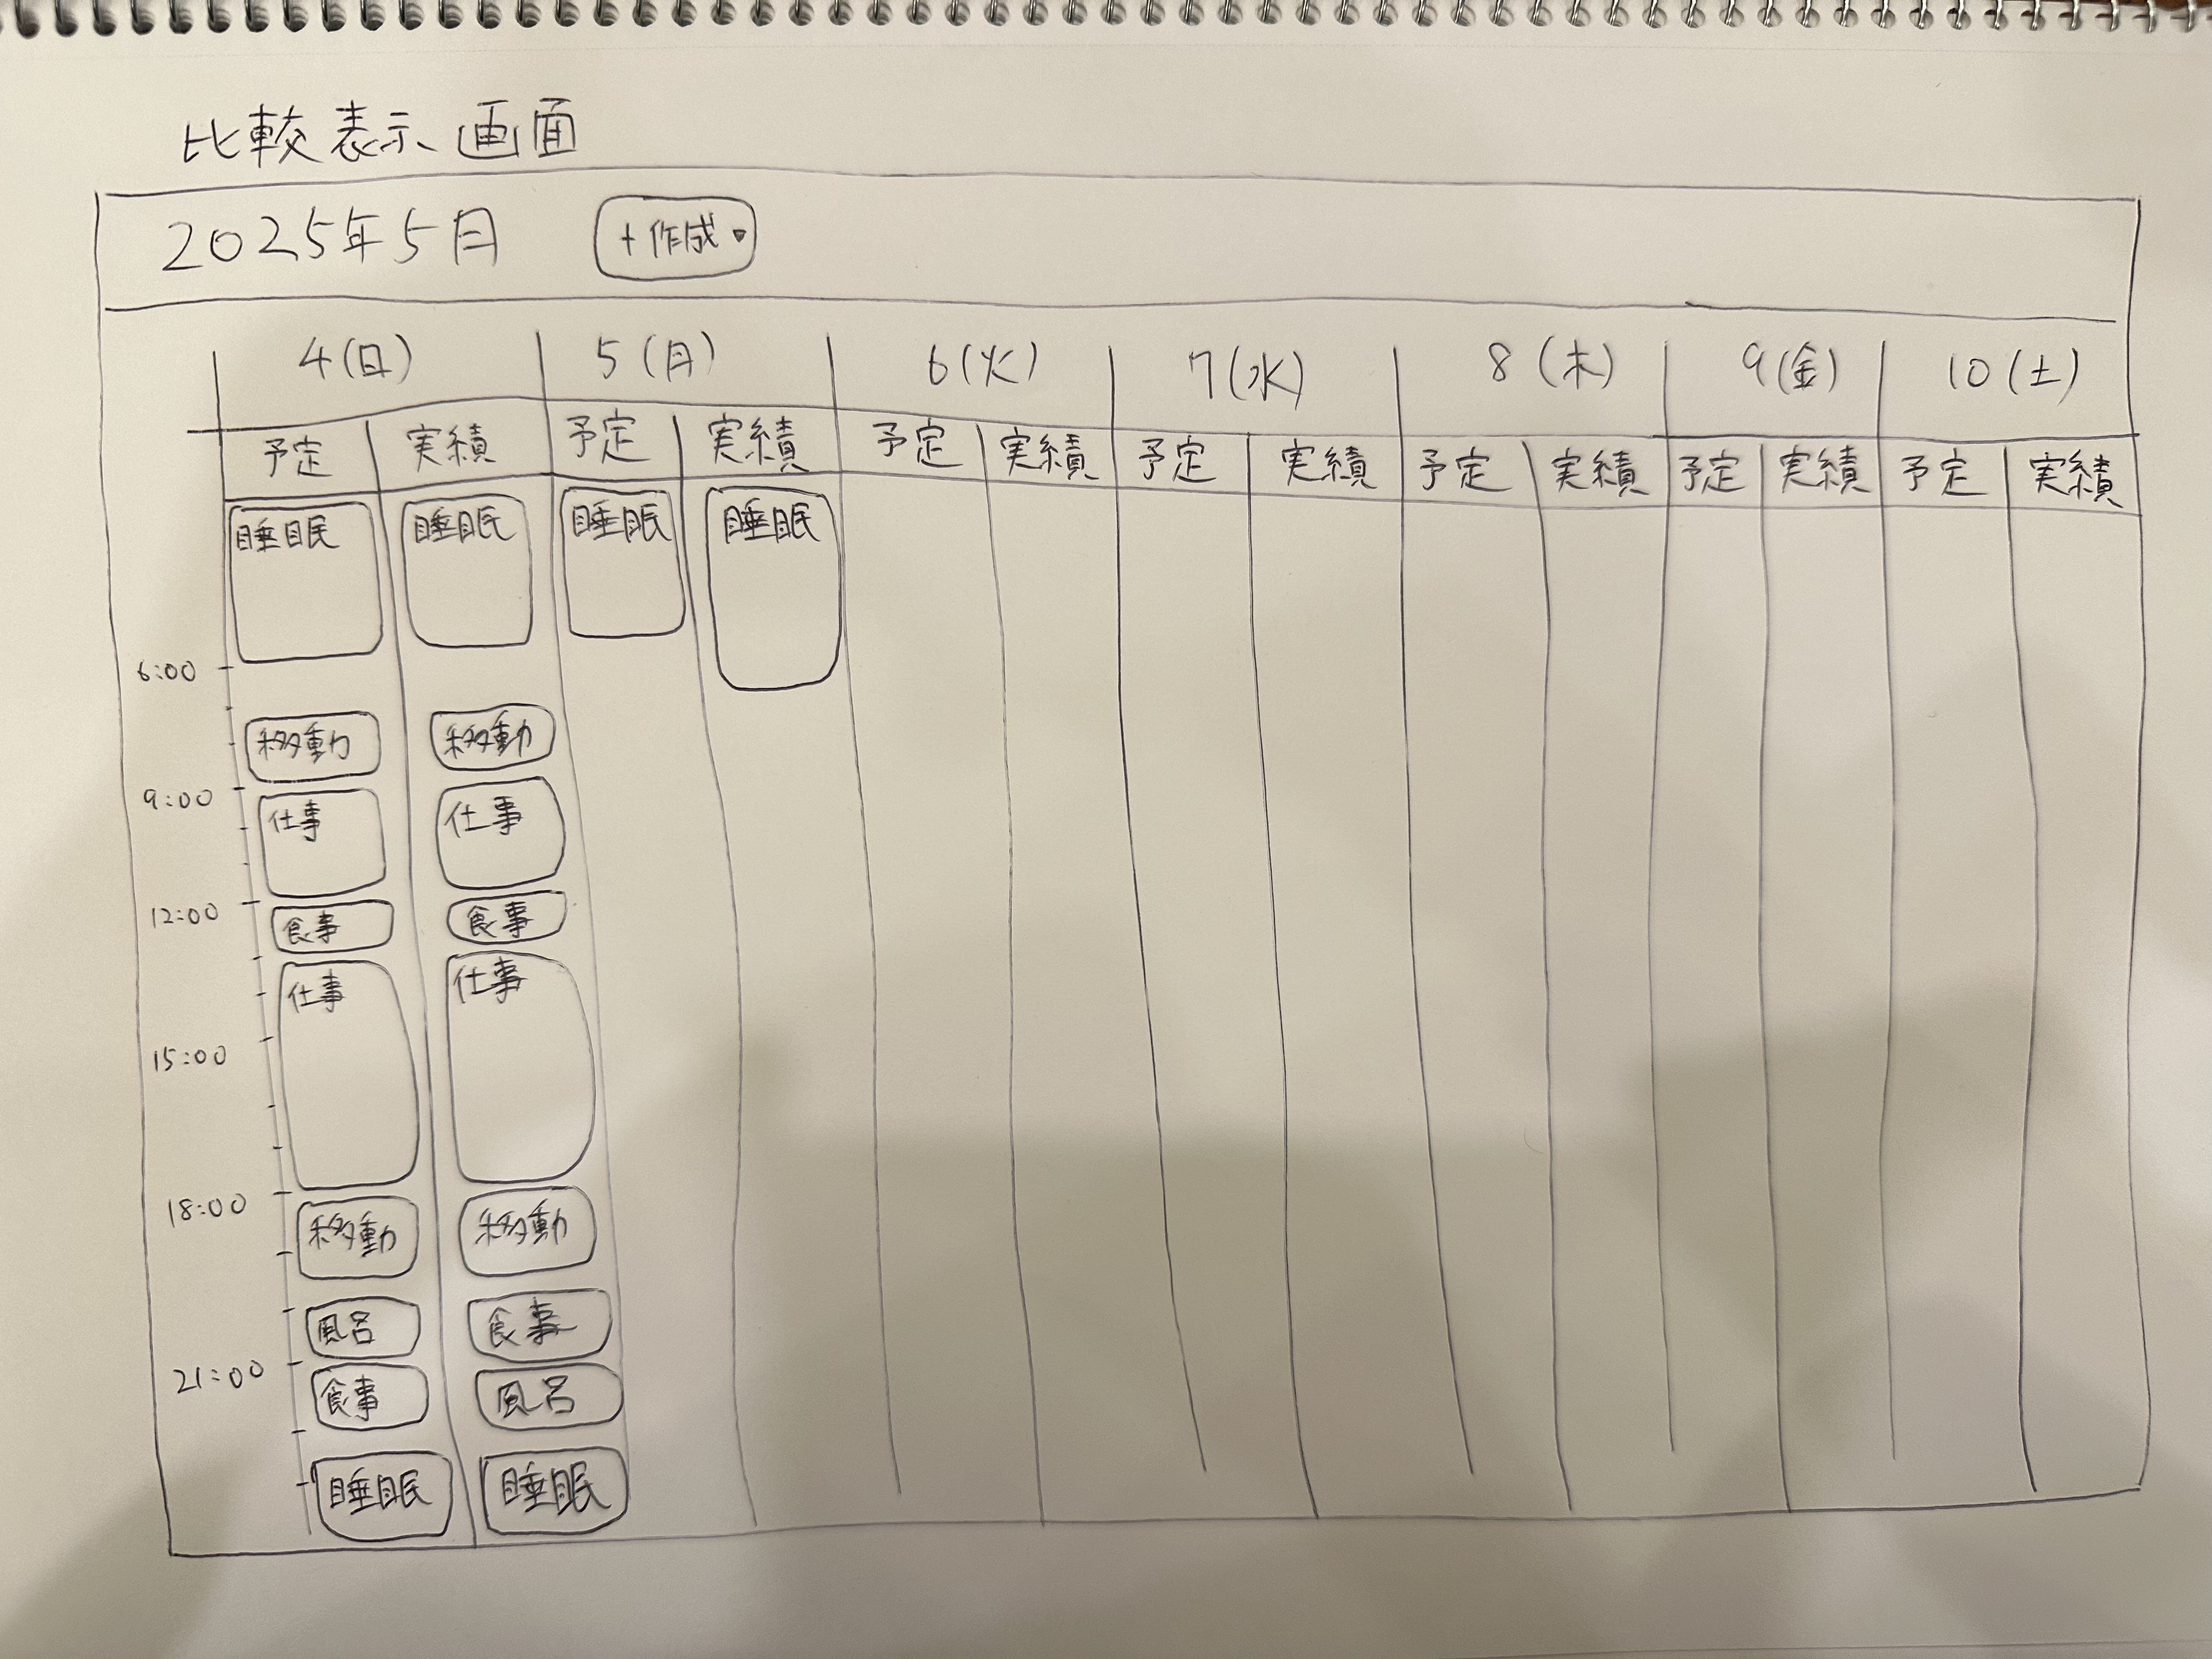 比較表示画面
2025年5月 +作成
4(日) 5(月) 6(火) 7(水) 8(木) 9(金) 10(土)
予定 実績 予定 実績 予定 実績 予定 実績 予定 実績 予定 実績 予定 実績
睡眠 睡眠 睡眠 睡眠
6:00
移動 移動
9:00
仕事 仕事
12:00
食事 食事
仕事 仕事
15:00
18:00
移動 移動
風呂 食事
21:00
食事 風呂
睡眠 睡眠